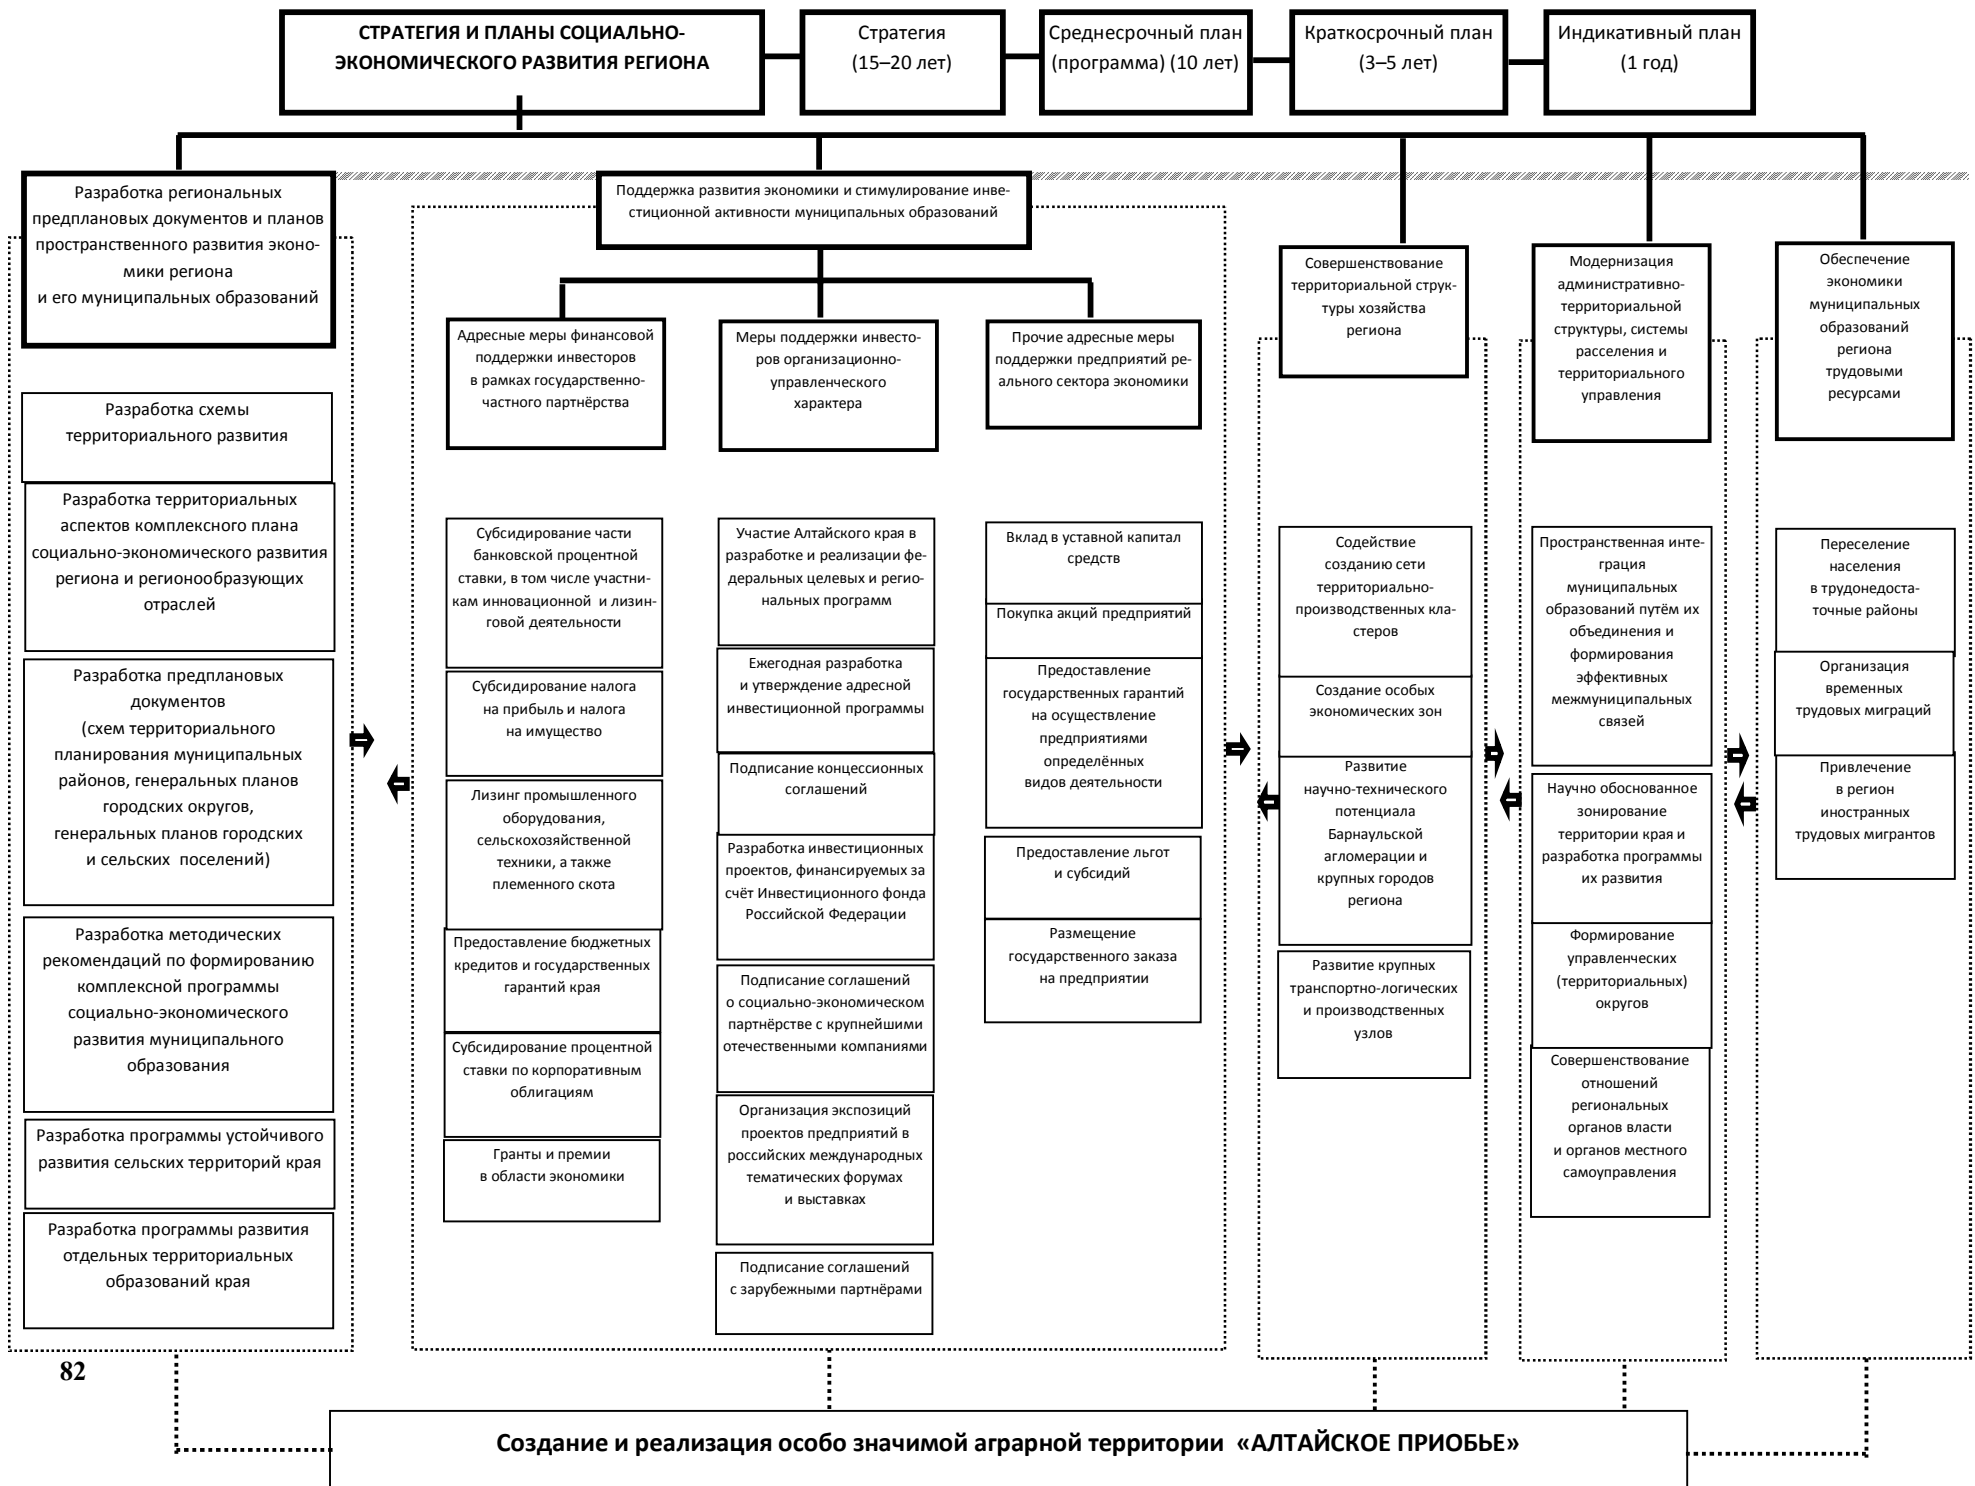 СТРАТЕГИЯ И ПЛАНЫ СОЦИАЛЬНО-
ЭКОНОМИЧЕСКОГО РАЗВИТИЯ РЕГИОНА
Стратегия
(15–20 лет)
Среднесрочный план
(программа) (10 лет)
Краткосрочный план
(3–5 лет)
Индикативный план
(1 год)
Разработка региональных
предплановых документов и планов
пространственного развития эконо-
мики региона
и его муниципальных образований
Разработка схемы
территориального развития
Разработка территориальных
аспектов комплексного плана
социально-экономического развития
региона и регионообразующих
отраслей
Разработка предплановых
документов
(схем территориального
планирования муниципальных
районов, генеральных планов
городских округов,
генеральных планов городских
и сельских поселений)
Разработка методических
рекомендаций по формированию
комплексной программы
социально-экономического
развития муниципального
образования
Разработка программы устойчивого
развития сельских территорий края
Разработка программы развития
отдельных территориальных
образований края
Поддержка развития экономики и стимулирование инве-
стиционной активности муниципальных образований
Адресные меры финансовой
поддержки инвесторов
в рамках государственно-
частного партнёрства
Субсидирование части
банковской процентной
ставки, в том числе участни-
кам инновационной и лизин-
говой деятельности
Субсидирование налога
на прибыль и налога
на имущество
Лизинг промышленного
оборудования,
сельскохозяйственной
техники, а также
племенного скота
Предоставление бюджетных
кредитов и государственных
гарантий края
Субсидирование процентной
ставки по корпоративным
облигациям
Гранты и премии
в области экономики
Меры поддержки инвесто-
ров организационно-
управленческого
характера
Участие Алтайского края в
разработке и реализации фе-
деральных целевых и регио-
нальных программ
Ежегодная разработка
и утверждение адресной
инвестиционной программы
Подписание концессионных
соглашений
Разработка инвестиционных
проектов, финансируемых за
счёт Инвестиционного фонда
Российской Федерации
Подписание соглашений
о социально-экономическом
партнёрстве с крупнейшими
отечественными компаниями
Организация экспозиций
проектов предприятий в
российских международных
тематических форумах
и выставках
Подписание соглашений
с зарубежными партнёрами
Прочие адресные меры
поддержки предприятий ре-
ального сектора экономики
Вклад в уставной капитал
средств
Покупка акций предприятий
Предоставление
государственных гарантий
на осуществление
предприятиями
определённых
видов деятельности
Предоставление льгот
и субсидий
Размещение
государственного заказа
на предприятии
Совершенствование
территориальной струк-
туры хозяйства
региона
Содействие
созданию сети
территориально-
производственных кла-
стеров
Создание особых
экономических зон
Развитие
научно-технического
потенциала
Барнаульской
агломерации и
крупных городов
региона
Развитие крупных
транспортно-логических
и производственных
узлов
Модернизация
административно-
территориальной
структуры, системы
расселения и
территориального
управления
Пространственная инте-
грация
муниципальных
образований путём их
объединения и
формирования
эффективных
межмуниципальных
связей
Научно обоснованное
зонирование
территории края и
разработка программы
их развития
Формирование
управленческих
(территориальных)
округов
Совершенствование
отношений
региональных
органов власти
и органов местного
самоуправления
Обеспечение
экономики
муниципальных
образований
региона
трудовыми
ресурсами
Переселение
населения
в трудонедоста-
точные районы
Организация
временных
трудовых миграций
Привлечение
в регион
иностранных
трудовых мигрантов
82
Создание и реализация особо значимой аграрной территории «АЛТАЙСКОЕ ПРИОБЬЕ»